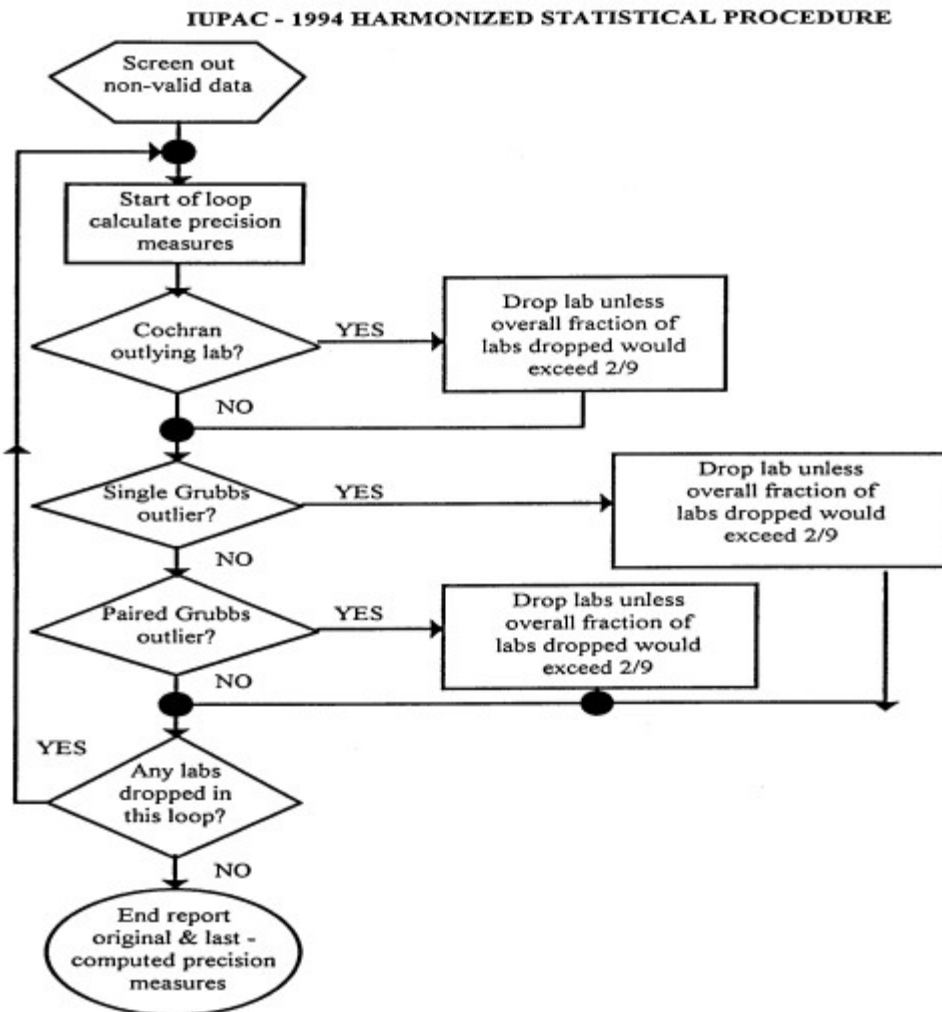 IUPAC - 1994 HARMONIZED STATISTICAL PROCEDURE
Screen out
non-valid data
Start of loop
calculate precision
measures
Cochran
outlying lab?
YES
Drop lab unless
overall fraction of
labs dropped would
exceed 2/9
NO
Single Grubbs
outlier?
YES
Drop lab unless
overall fraction of
labs dropped would
exceed 2/9
NO
Paired Grubbs
outlier?
YES
Drop labs unless
overall fraction of
labs dropped would
exceed 2/9
NO
YES
Any labs
dropped in
this loop?
NO
End report
original & last -
computed precision
measures